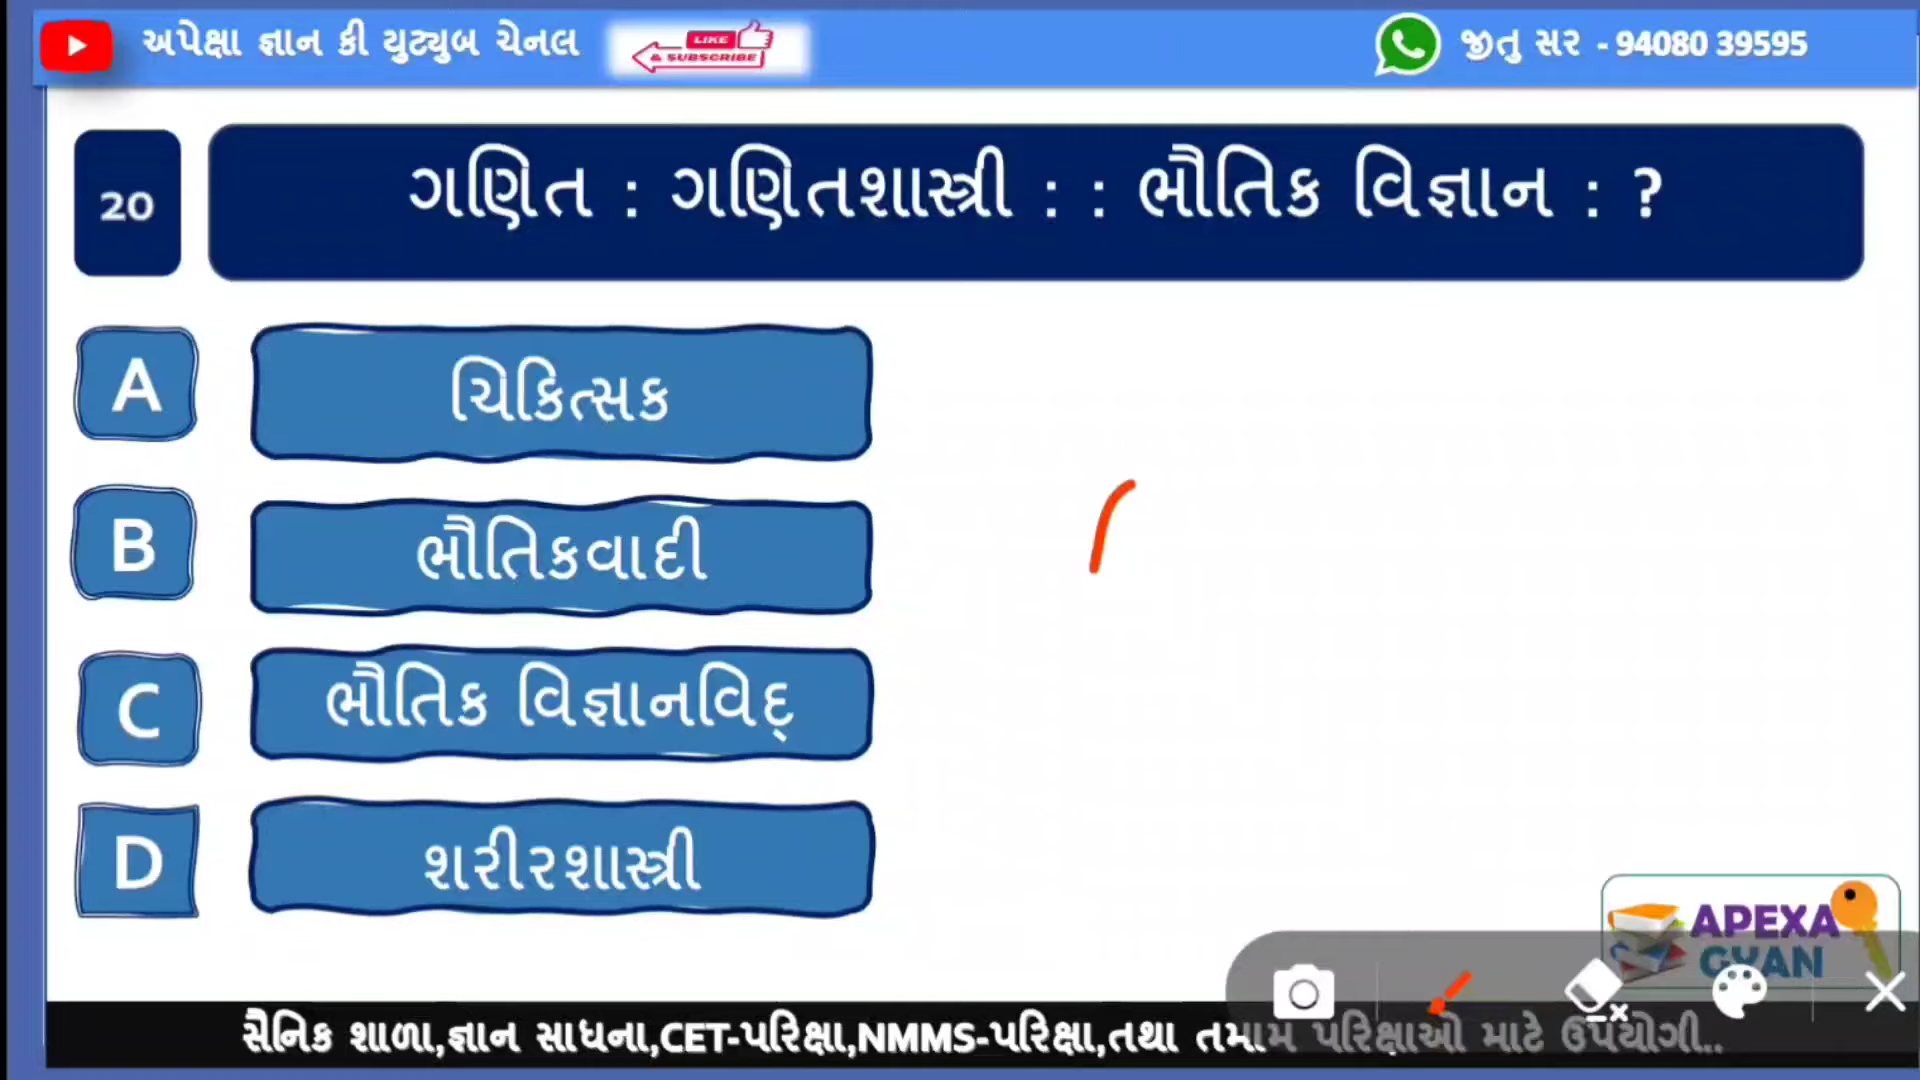 અપેક્ષા જ્ઞાન કી યુટ્યુબ ચેનલ
LIKE
& SUBSCRIBE
જીતુ સર - 94080 39595
20
ગણિત : ગણિતશાસ્ત્રી : : ભૌતિક વિજ્ઞાન : ?
A
ચિકિત્સક
B
ભૌતિકવાદી
C
ભૌતિક વિજ્ઞાનવિદ્
D
શરીરશાસ્ત્રી
APEXA
GYAN
સૈનિક શાળા,જ્ઞાન સાધના,CET-પરિક્ષા,NMMS-પરિક્ષા,તથા તમામ પરિક્ષાઓ માટે ઉપયોગી..